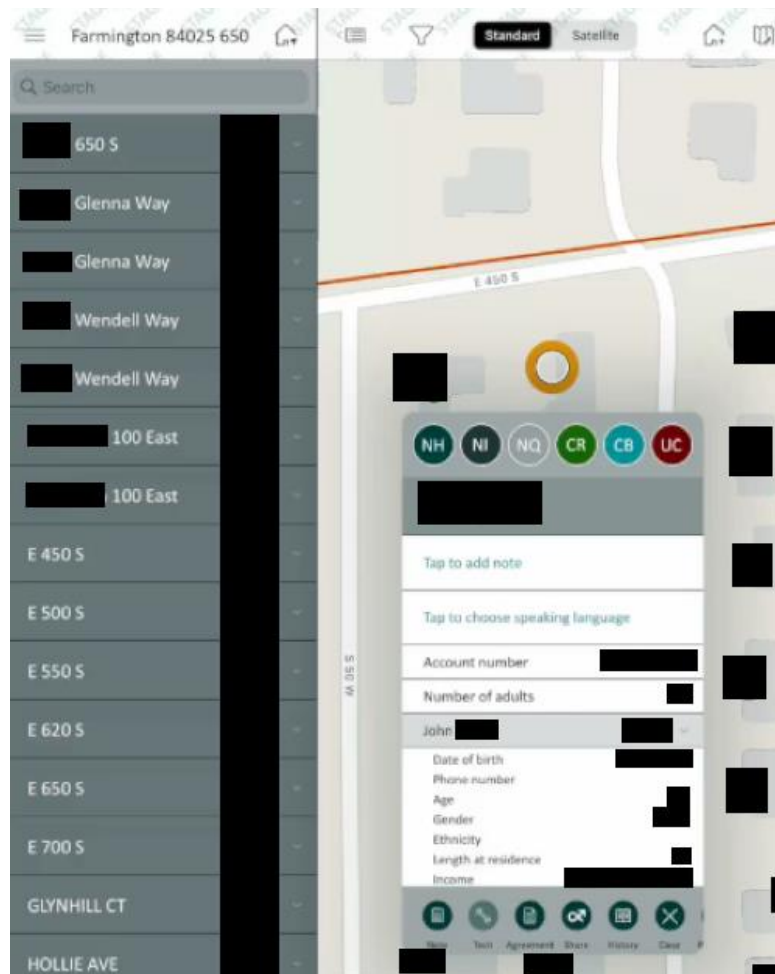 Farmington 84025 650
Standard
Satellite
Search
650 S
Glenna Way
Glenna Way
Wendell Way
Wendell Way
100 East
100 East
E 450 S
E 500 S
E 550 S
E 620 S
E 650 S
E 700 S
GLYNHILL CT
HOLLIE AVE
E 450 S
S 50 W
NH NI NQ CR CB UC
Tap to add note
Tap to choose speaking language
Account number
Number of adults
John
Date of birth
Phone number
Age
Gender
Ethnicity
Length at residence
Income
Note Agreement Share History